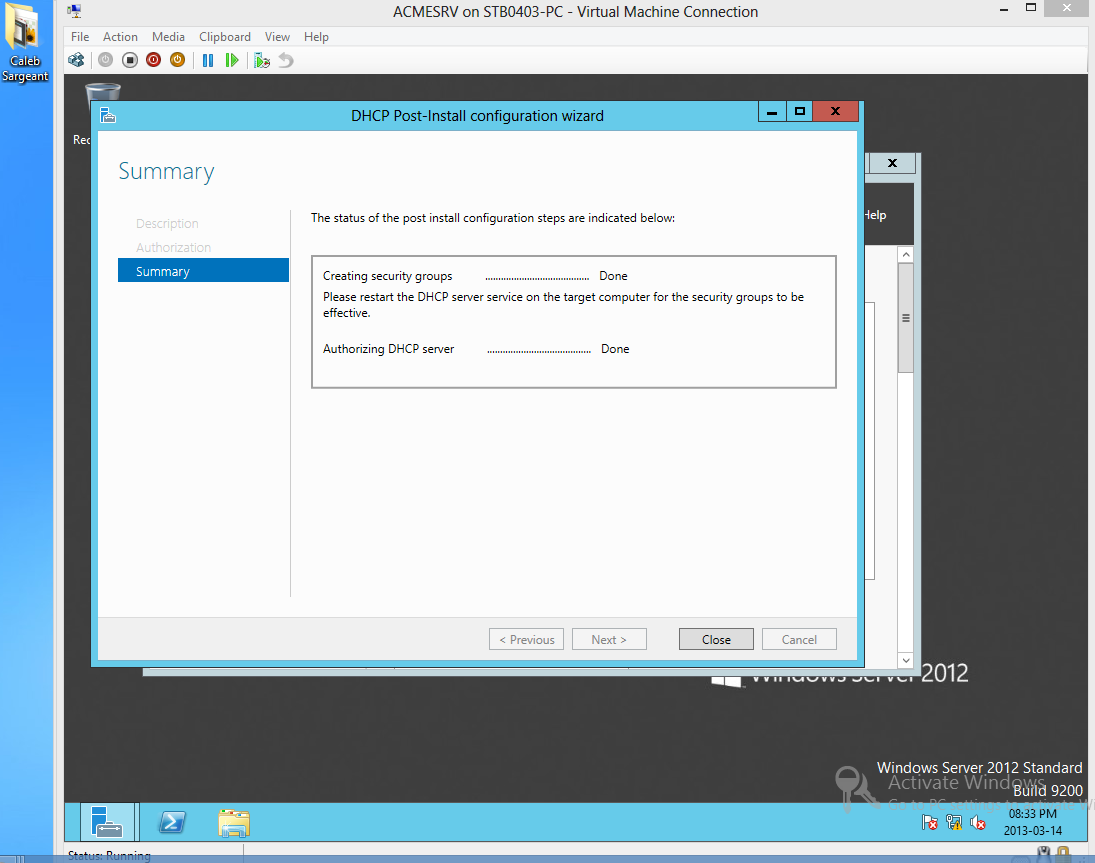 ACMESRV on STB0403-PC - Virtual Machine Connection
File Action Media Clipboard View Help
Caleb
Sargeant
DHCP Post-Install configuration wizard
Rec
Summary
Help
Description
Authorization
Summary
The status of the post install configuration steps are indicated below:
Creating security groups ........................................ Done
Please restart the DHCP server service on the target computer for the security groups to be
effective.
Authorizing DHCP server ........................................ Done
< Previous Next > Close Cancel
Windows Server 2012
Windows Server 2012 Standard
Activate Windows
Build 9200
Go to PC settings to activate W
08:33 PM
2013-03-14
Status: Running